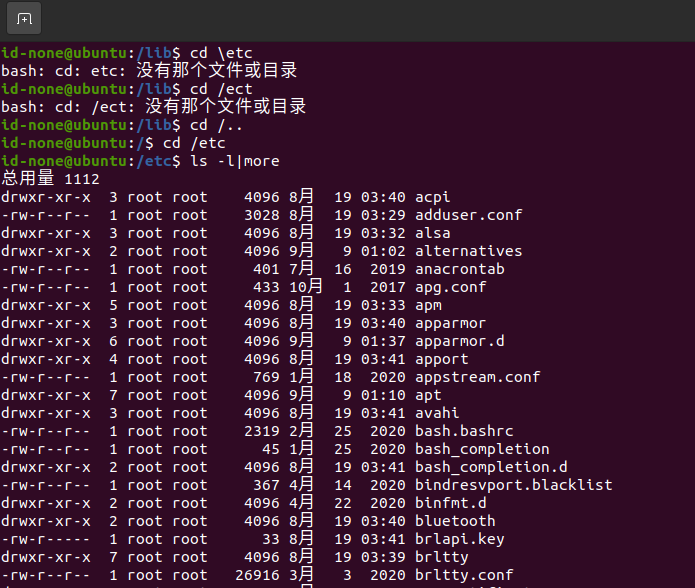 id-none@ubuntu:/lib$ cd \etc
bash: cd: etc: 没有那个文件或目录
id-none@ubuntu:/lib$ cd /ect
bash: cd: /ect: 没有那个文件或目录
id-none@ubuntu:/lib$ cd /..
id-none@ubuntu:/$ cd /etc
id-none@ubuntu:/etc$ ls -l|more
总用量 1112
drwxr-xr-x  3 root root    4096 8月  19 03:40 acpi
-rw-r--r--  1 root root    3028 8月  19 03:29 adduser.conf
drwxr-xr-x  3 root root    4096 8月  19 03:32 alsa
drwxr-xr-x  2 root root    4096 9月   9 01:02 alternatives
-rw-r--r--  1 root root     401 7月  16  2019 anacrontab
-rw-r--r--  1 root root     433 10月  1  2017 apg.conf
drwxr-xr-x  5 root root    4096 8月  19 03:33 apm
drwxr-xr-x  3 root root    4096 8月  19 03:40 apparmor
drwxr-xr-x  6 root root    4096 9月   9 01:37 apparmor.d
drwxr-xr-x  4 root root    4096 8月  19 03:41 apport
-rw-r--r--  1 root root     769 1月  18  2020 appstream.conf
drwxr-xr-x  7 root root    4096 9月   9 01:10 apt
drwxr-xr-x  3 root root    4096 8月  19 03:41 avahi
-rw-r--r--  1 root root    2319 2月  25  2020 bash.bashrc
-rw-r--r--  1 root root      45 1月  25  2020 bash_completion
drwxr-xr-x  2 root root    4096 8月  19 03:41 bash_completion.d
-rw-r--r--  1 root root     367 4月  14  2020 bindresvport.blacklist
drwxr-xr-x  2 root root    4096 4月  22  2020 binfmt.d
drwxr-xr-x  2 root root    4096 8月  19 03:40 bluetooth
-rw-r-----  1 root root      33 8月  19 03:41 brlapi.key
drwxr-xr-x  7 root root    4096 8月  19 03:39 brltty
-rw-r--r--  1 root root   26916 3月   3  2020 brltty.conf